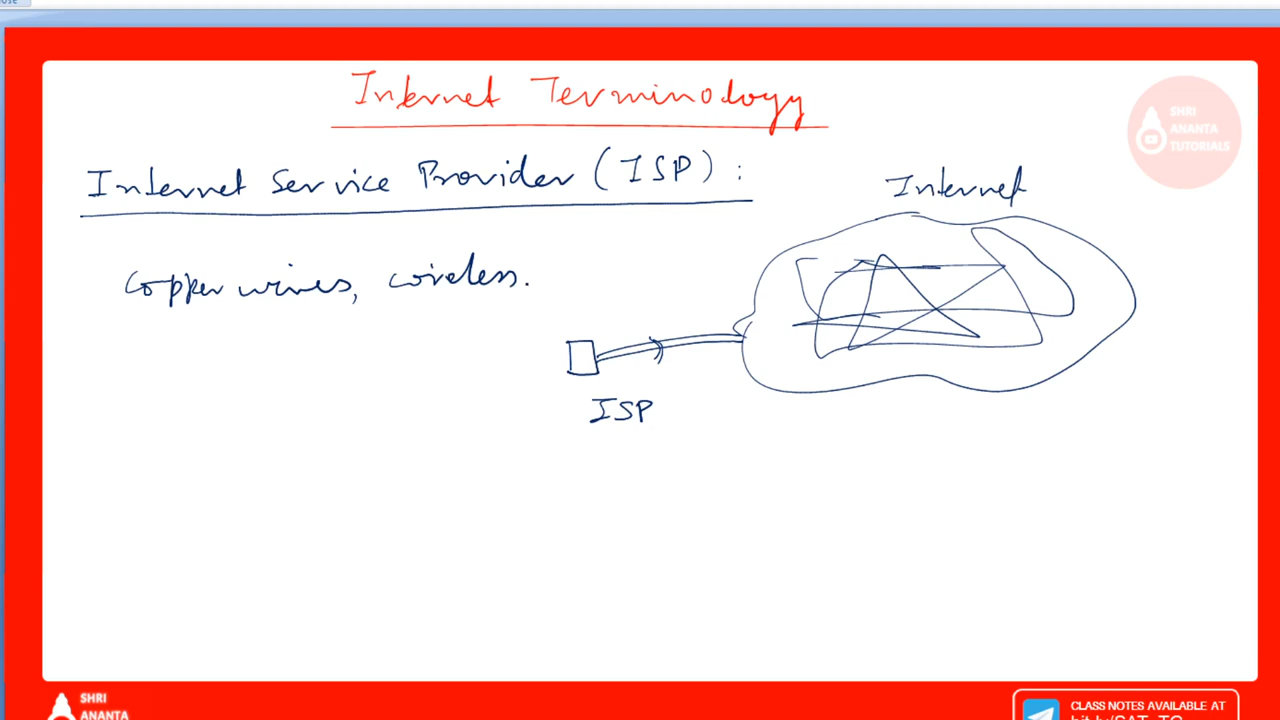 ose
Internet Terminology
SHRI
ANANTA
TUTORIALS
Internet Service Provider (ISP) :
Internet
Copper wires, wireless.
ISP
SHRI
ANANTA
CLASS NOTES AVAILABLE AT